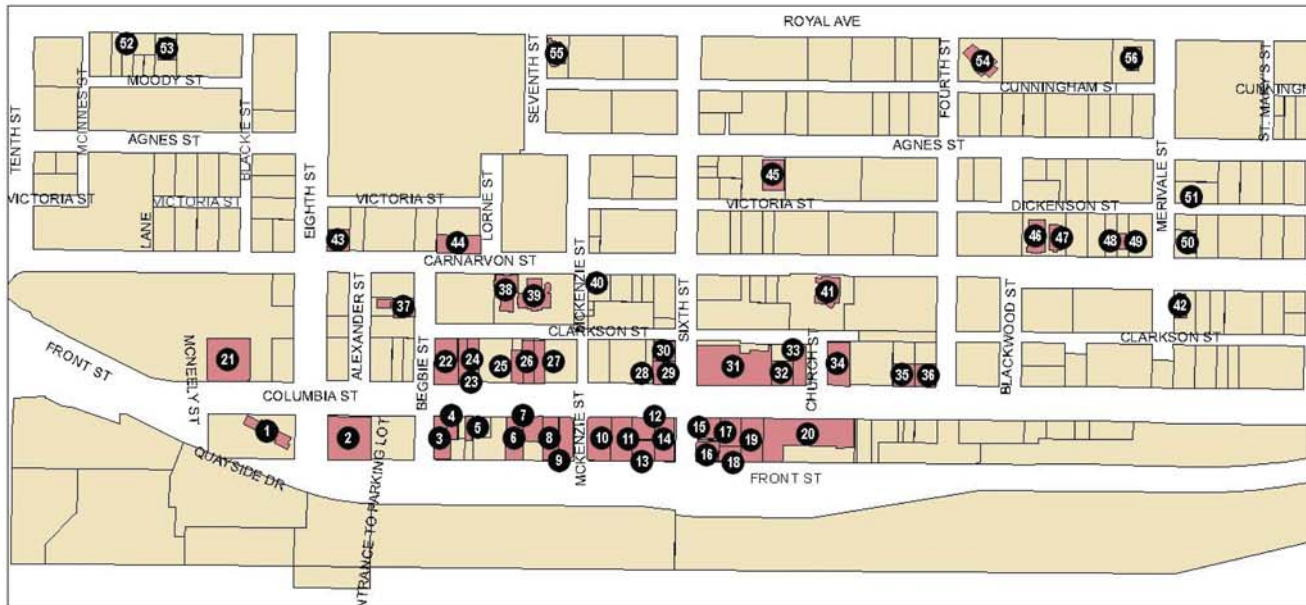 ROYAL AVE
52
53
55
54
56
MOODY ST
CUNNINGHAM ST
CUNNINGH
TENTH ST
MCINNES ST
BLACKIE ST
SEVENTH ST
FOURTH ST
ST. MARY'S ST
AGNES ST
AGNES ST
45
51
VICTORIA ST
VICTORIA ST
VICTORIA ST
VICTORIA ST
DICKENSON ST
LANE
EIGHTH ST
LORNE ST
MERIVALE ST
43
44
46
47
48
49
50
CARNARVON ST
MCKENZIE ST
38
39
40
41
42
37
ALEXANDER ST
SIXTH ST
BLACKWOOD ST
CLARKSON ST
CLARKSON ST
FRONT ST
MCNEELY ST
BEGBIE ST
CHURCH ST
21
22
24
23
25
26
27
28
30
29
31
33
32
34
35
36
COLUMBIA ST
1
2
3
4
5
7
6
8
9
10
11
12
14
13
15
17
16
18
19
20
MCKENZIE ST
QUAYSIDE DR
FRONT ST
ENTRANCE TO PARKING LOT